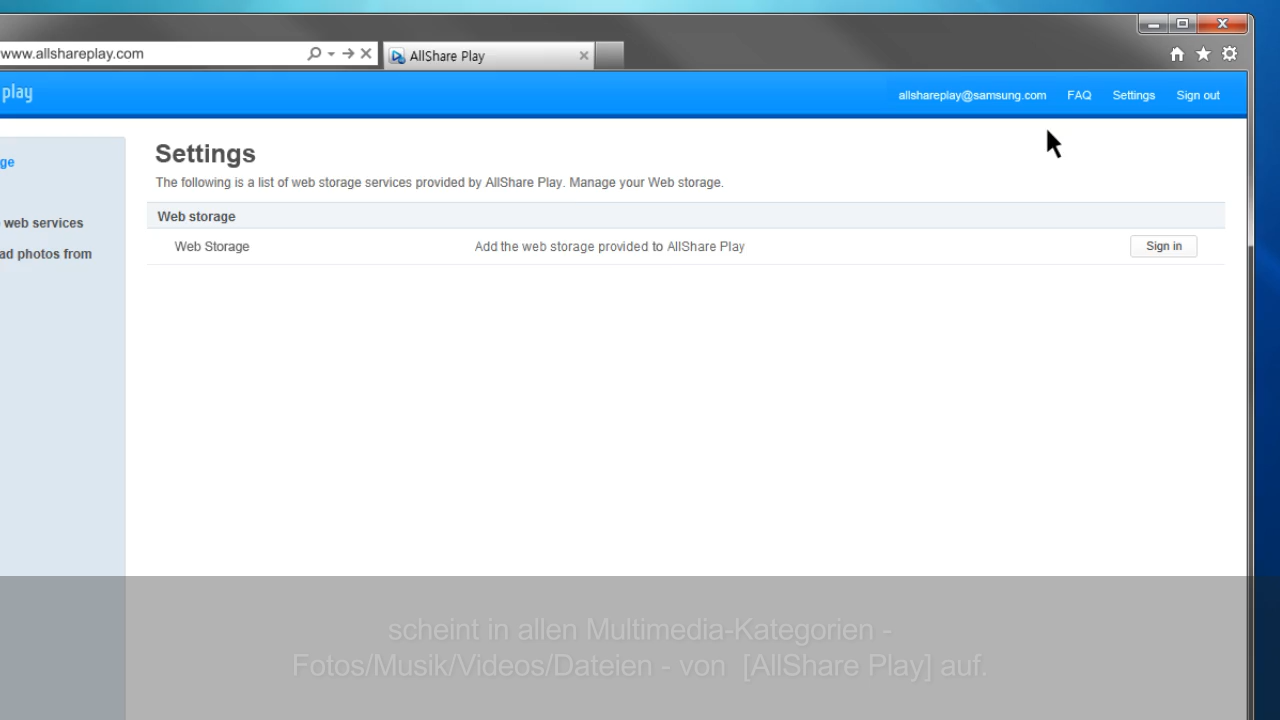 www.allshareplay.com
AllShare Play
play
allshareplay@samsung.com FAQ Settings Sign out
ge
Settings
The following is a list of web storage services provided by AllShare Play. Manage your Web storage.
web services
Web storage
ad photos from
Web Storage Add the web storage provided to AllShare Play Sign in
scheint in allen Multimedia-Kategorien -
Fotos/Musik/Videos/Dateien - von [AllShare Play] auf.